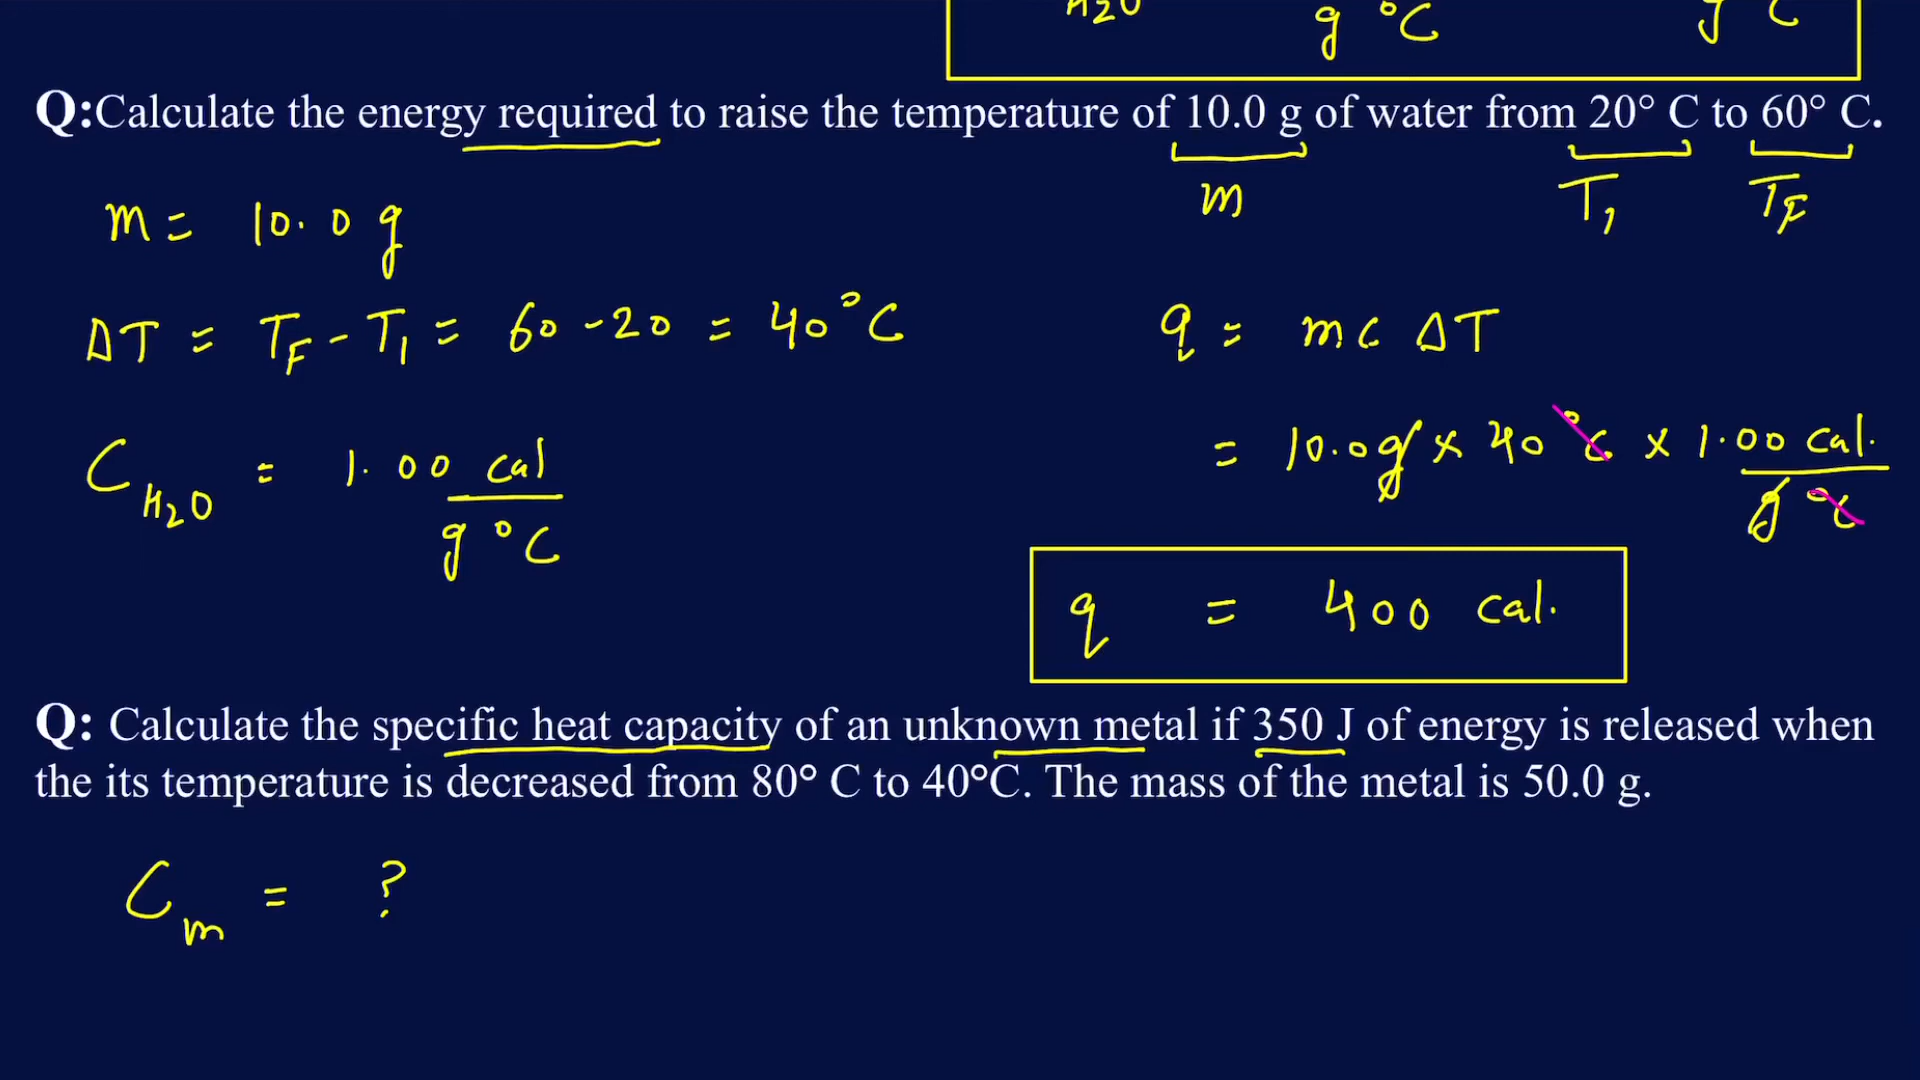 H2O g °C g °C
Q:Calculate the energy required to raise the temperature of 10.0 g of water from 20° C to 60° C.
m T1 TF
m = 10.0 g
ΔT = TF - T1 = 60 - 20 = 40°C
q = mc ΔT
CH2O = 1.00 cal
g °C
= 10.0g x 40 °C x 1.00 cal.
g °C
q = 400 cal.
Q: Calculate the specific heat capacity of an unknown metal if 350 J of energy is released when
the its temperature is decreased from 80° C to 40°C. The mass of the metal is 50.0 g.
Cm = ?